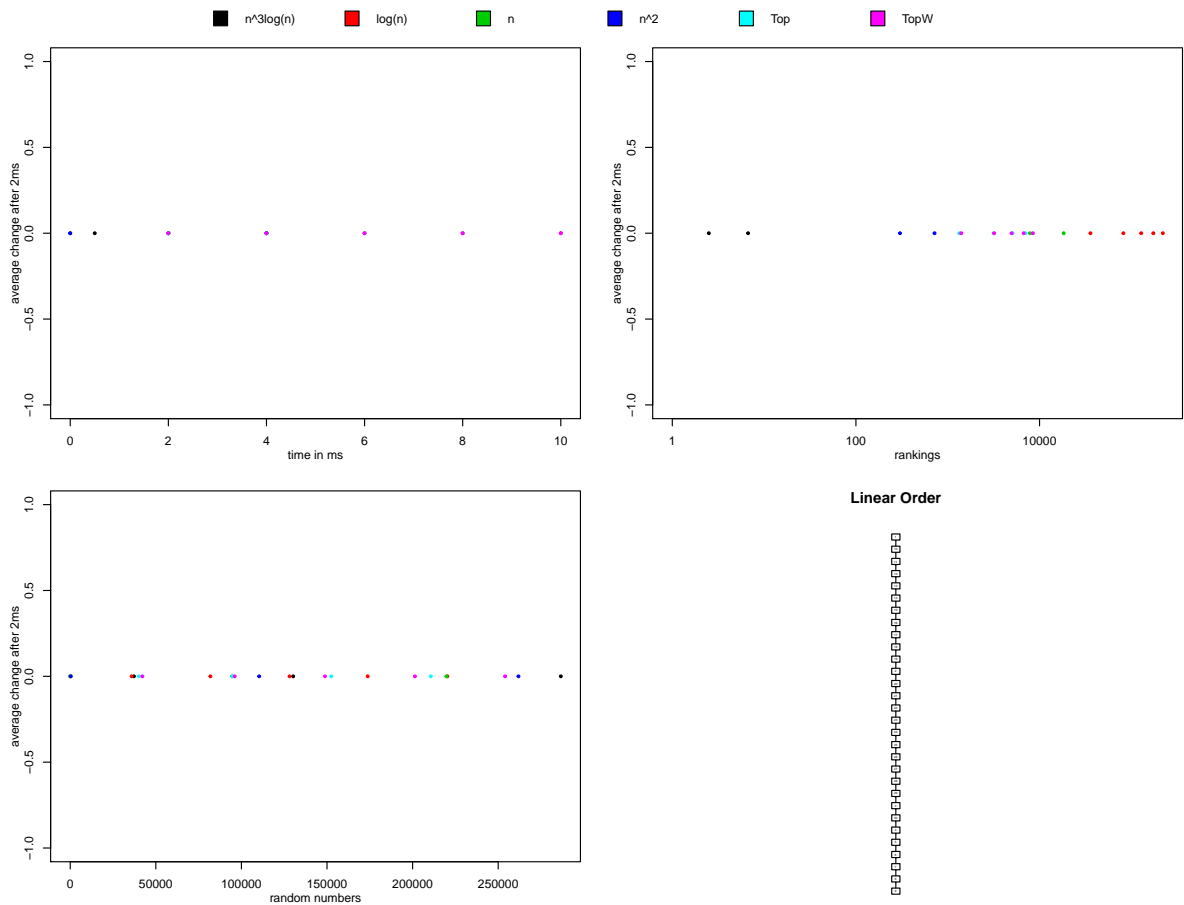 n^3log(n) log(n) n n^2 Top TopW
average change after 2ms
1.0
0.5
0.0
−0.5
−1.0
0 2 4 6 8 10
time in ms
average change after 2ms
1.0
0.5
0.0
−0.5
−1.0
1 100 10000
rankings
average change after 2ms
1.0
0.5
0.0
−0.5
−1.0
0 50000 100000 150000 200000 250000
random numbers
Linear Order